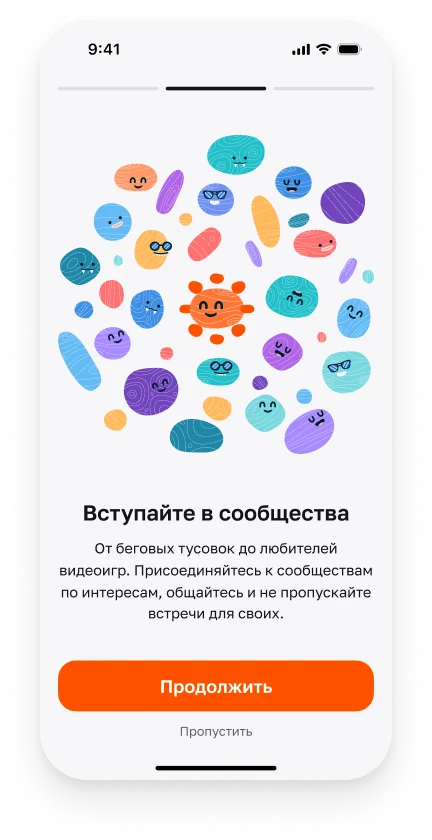 9:41
Вступайте в сообщества
От беговых тусовок до любителей
видеоигр. Присоединяйтесь к сообществам
по интересам, общайтесь и не пропускайте
встречи для своих.
Продолжить
Пропустить